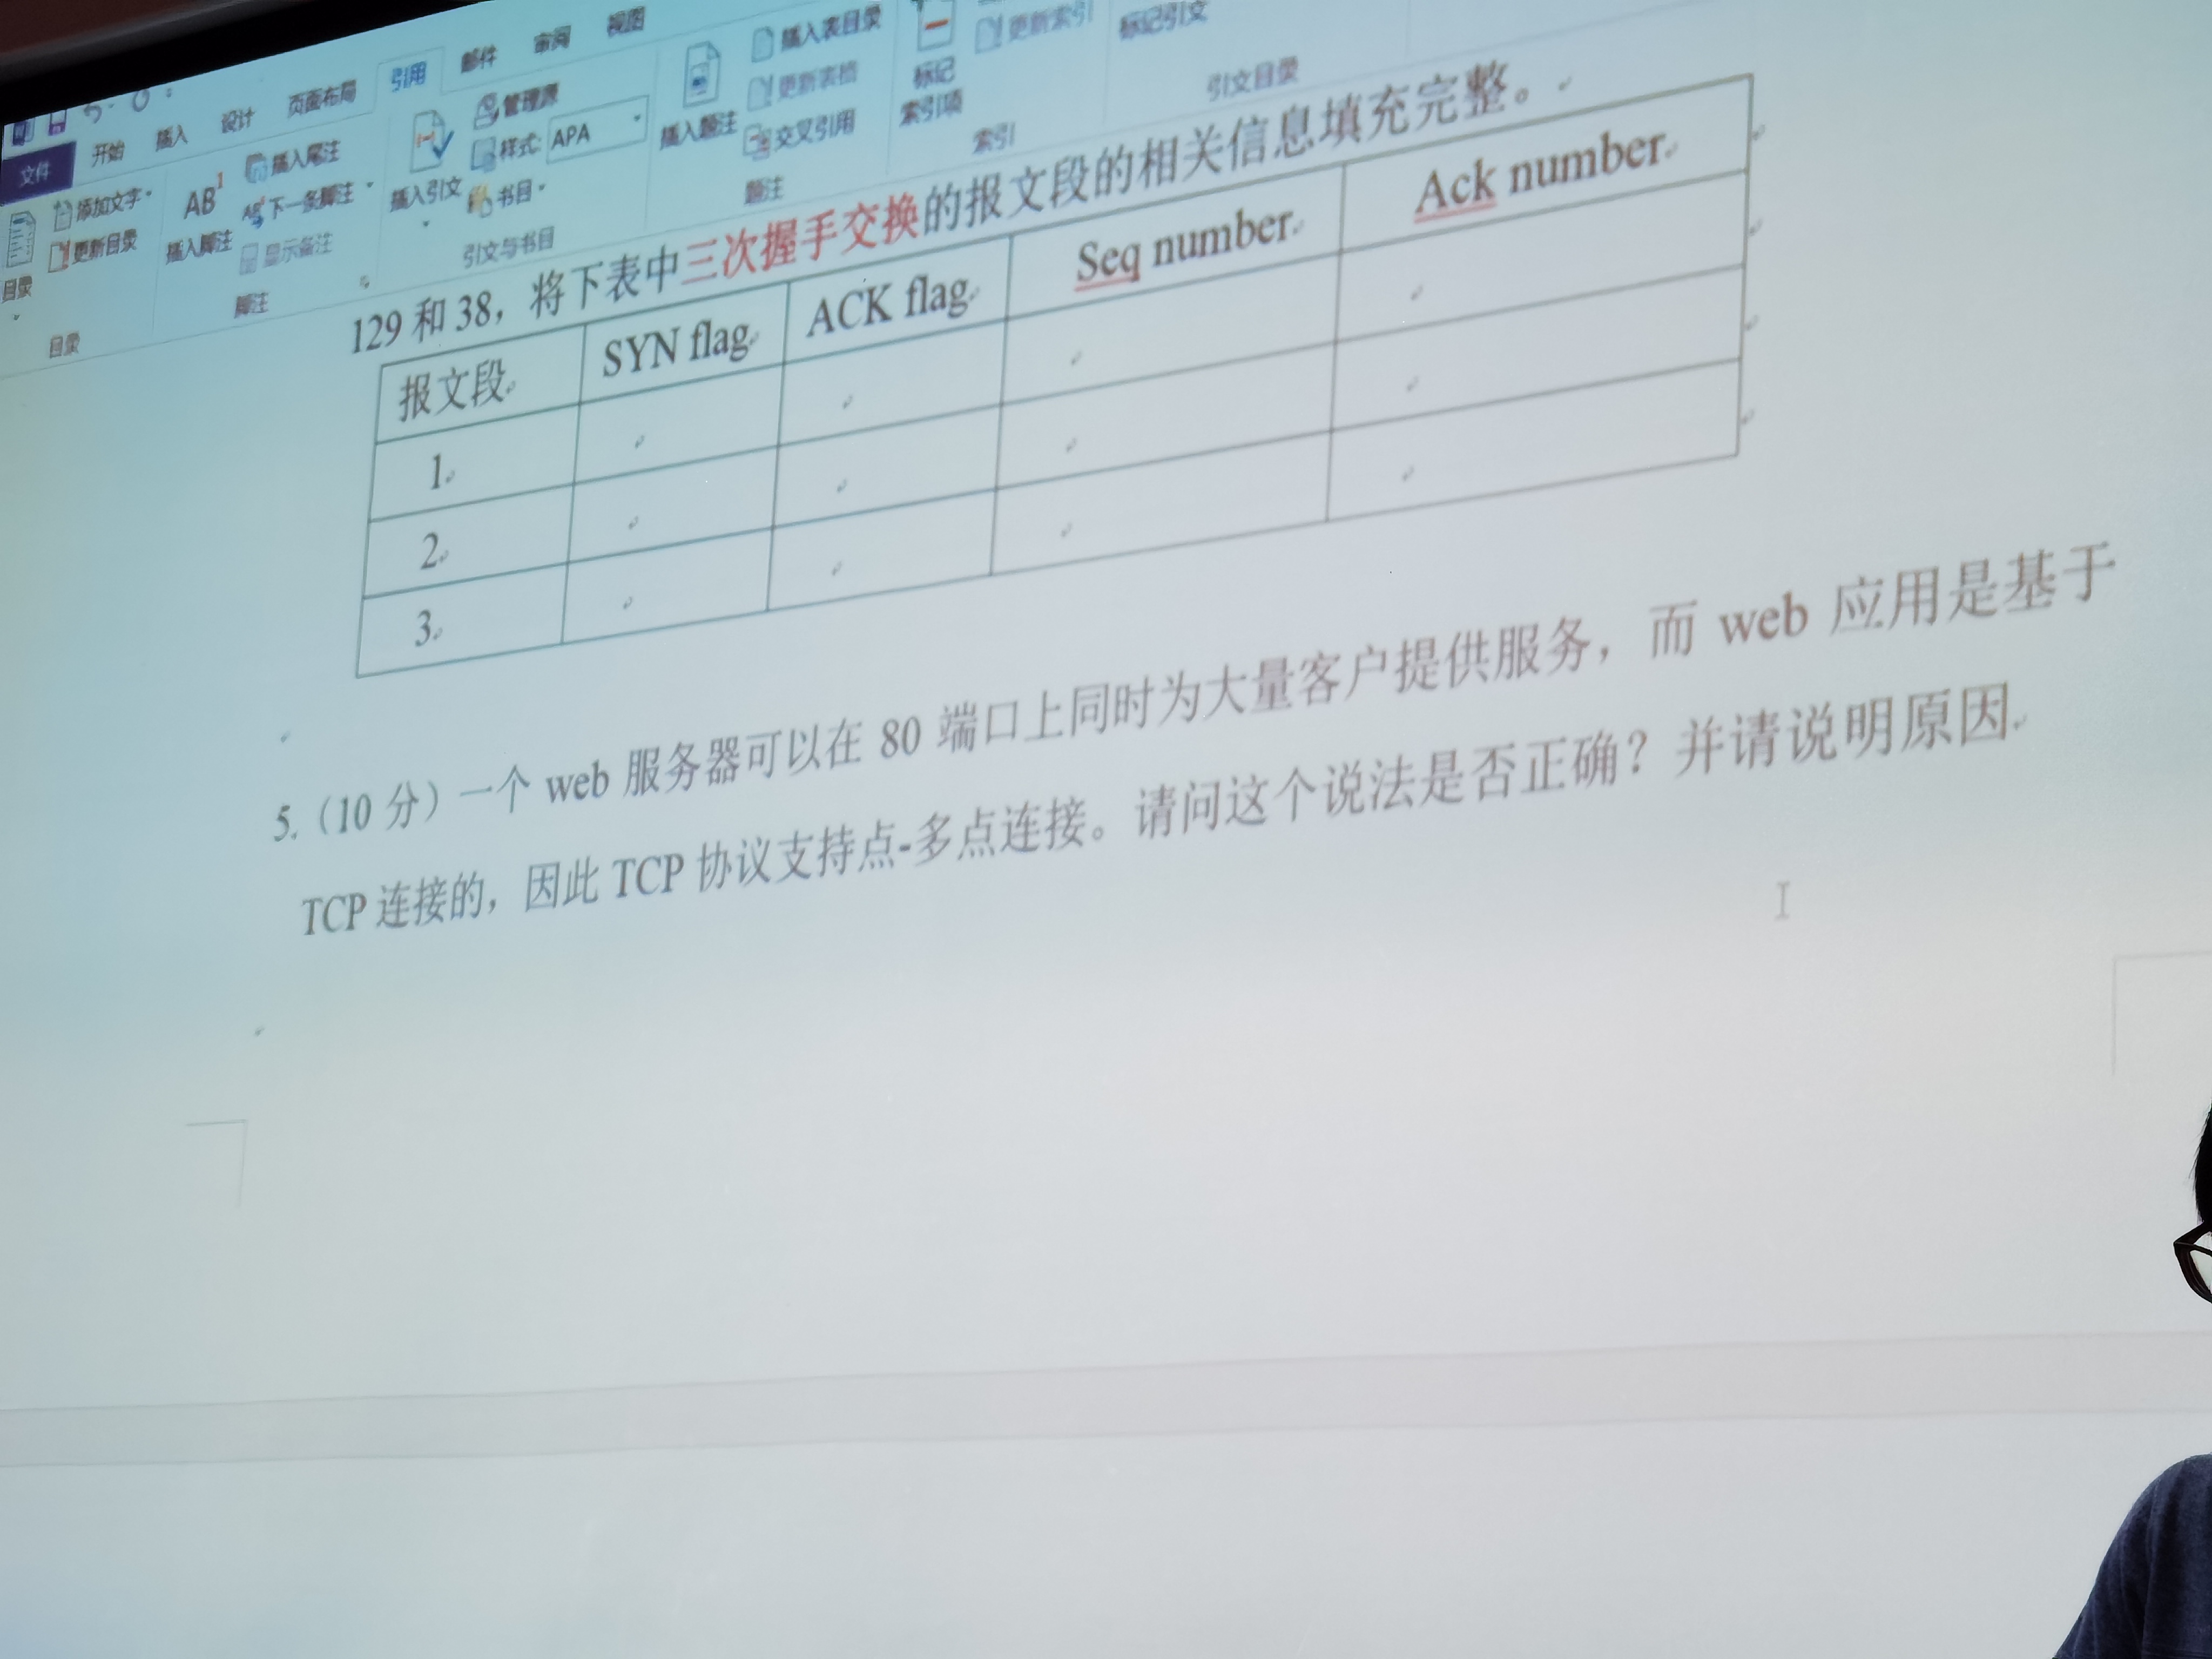 开始 插入 设计 页面布局 引用 邮件 审阅 视图
文件
添加文字
更新目录
目录
目录
AB1
插入脚注
插入尾注
下一条脚注
显示备注
脚注
插入引文
管理源
样式: APA
书目
引文与书目
插入题注
插入表目录
更新表格
交叉引用
题注
标记
索引项
更新索引
索引
标记引文
引文目录
129 和 38，将下表中三次握手交换的报文段的相关信息填充完整。
报文段 SYN flag ACK flag Seq number Ack number
1
2
3
5.（10 分）一个 web 服务器可以在 80 端口上同时为大量客户提供服务，而 web 应用是基于
TCP 连接的，因此 TCP 协议支持点-多点连接。请问这个说法是否正确？并请说明原因.